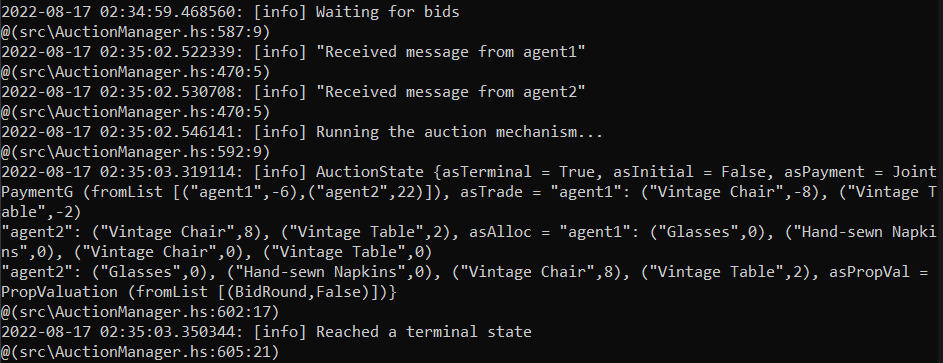 2022-08-17 02:34:59.468560: [info] Waiting for bids
@(src\AuctionManager.hs:587:9)
2022-08-17 02:35:02.522339: [info] "Received message from agent1"
@(src\AuctionManager.hs:470:5)
2022-08-17 02:35:02.530708: [info] "Received message from agent2"
@(src\AuctionManager.hs:470:5)
2022-08-17 02:35:02.546141: [info] Running the auction mechanism...
@(src\AuctionManager.hs:592:9)
2022-08-17 02:35:03.319114: [info] AuctionState {asTerminal = True, asInitial = False, asPayment = Joint
PaymentG (fromList [("agent1",-6),("agent2",22)]), asTrade = "agent1": ("Vintage Chair",-8), ("Vintage T
able",-2)
"agent2": ("Vintage Chair",8), ("Vintage Table",2), asAlloc = "agent1": ("Glasses",0), ("Hand-sewn Napki
ns",0), ("Vintage Chair",0), ("Vintage Table",0)
"agent2": ("Glasses",0), ("Hand-sewn Napkins",0), ("Vintage Chair",8), ("Vintage Table",2), asPropVal =
PropValuation (fromList [(BidRound,False)])}
@(src\AuctionManager.hs:602:17)
2022-08-17 02:35:03.350344: [info] Reached a terminal state
@(src\AuctionManager.hs:605:21)